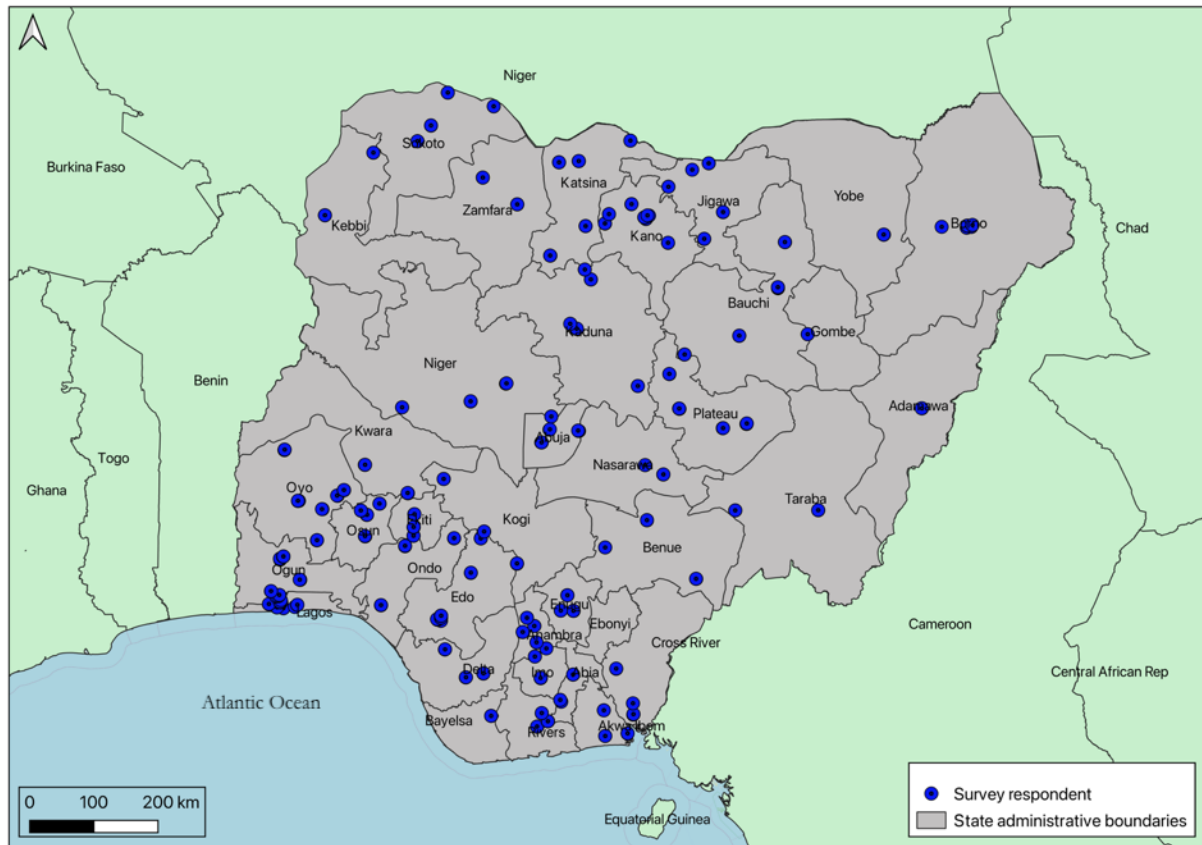 Niger
Burkina Faso
Sokoto
Katsina
Yobe
Jigawa
Zamfara
Kebbi
Borno
Chad
Kano
Bauchi
Kaduna
Gombe
Niger
Benin
Adamawa
Plateau
Abuja
Kwara
Togo
Nasarawa
Oyo
Ghana
Taraba
Kogi
Ekiti
Osun
Benue
Ondo
Ogun
Edo
Enugu
Lagos
Ebonyi
Cameroon
Anambra
Cross River
Delta
Imo
Abia
Central African Rep
Atlantic Ocean
Bayelsa
Rivers
Akwa Ibom
0 100 200 km
Survey respondent
State administrative boundaries
Equatorial Guinea